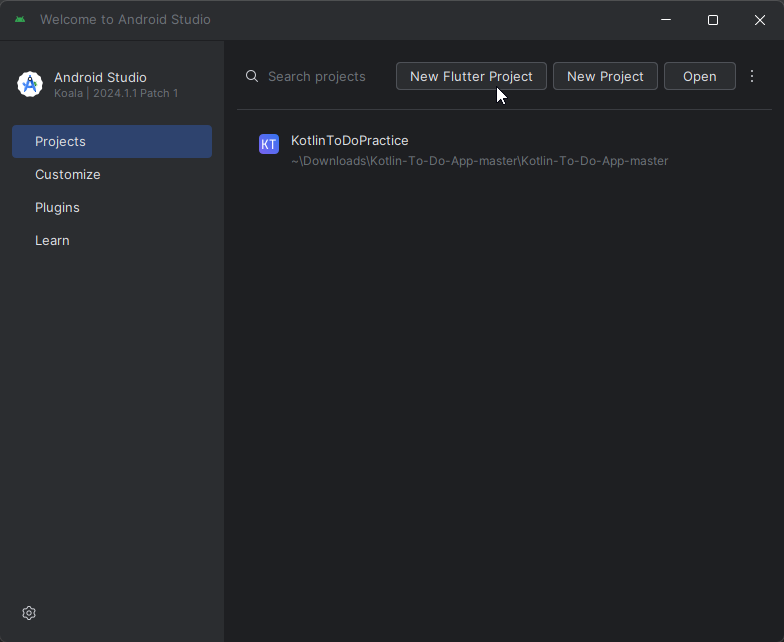 Welcome to Android Studio
Android Studio
Koala | 2024.1.1 Patch 1
Projects
Customize
Plugins
Learn
Search projects
New Flutter Project
New Project
Open
KT
KotlinToDoPractice
~\Downloads\Kotlin-To-Do-App-master\Kotlin-To-Do-App-master